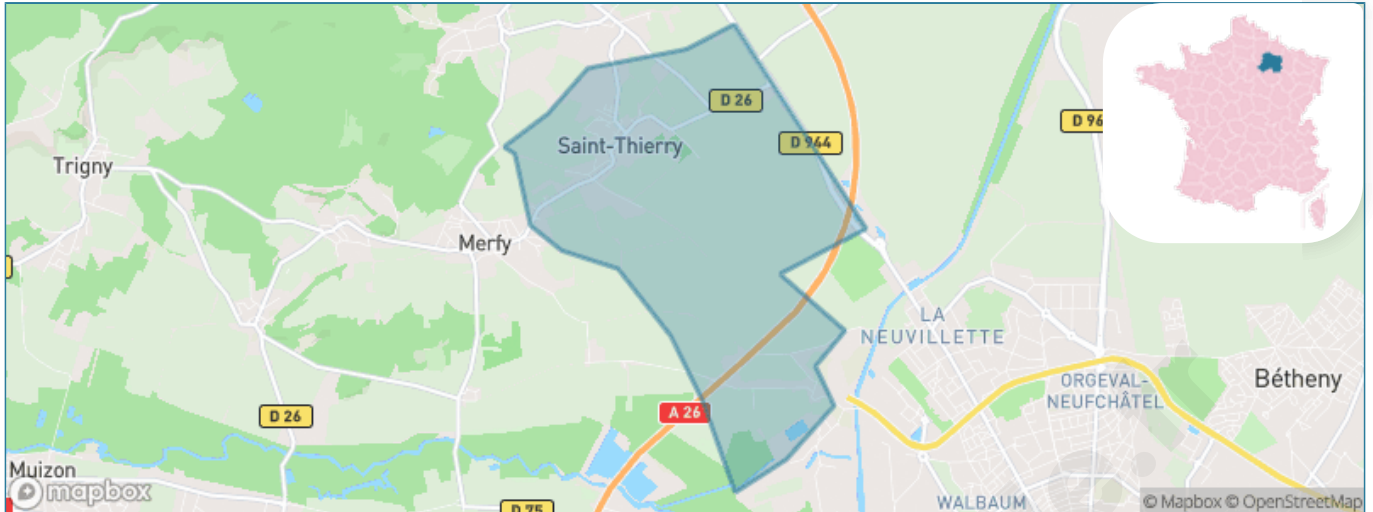 D 26
D 944
D 96
Saint-Thierry
Trigny
Merfy
LA
NEUVILLETTE
ORGEVAL-
NEUFCHÂTEL
Bétheny
A 26
D 26
Muizon
mapbox
D 75
WALBAUM
© Mapbox © OpenStreetMap